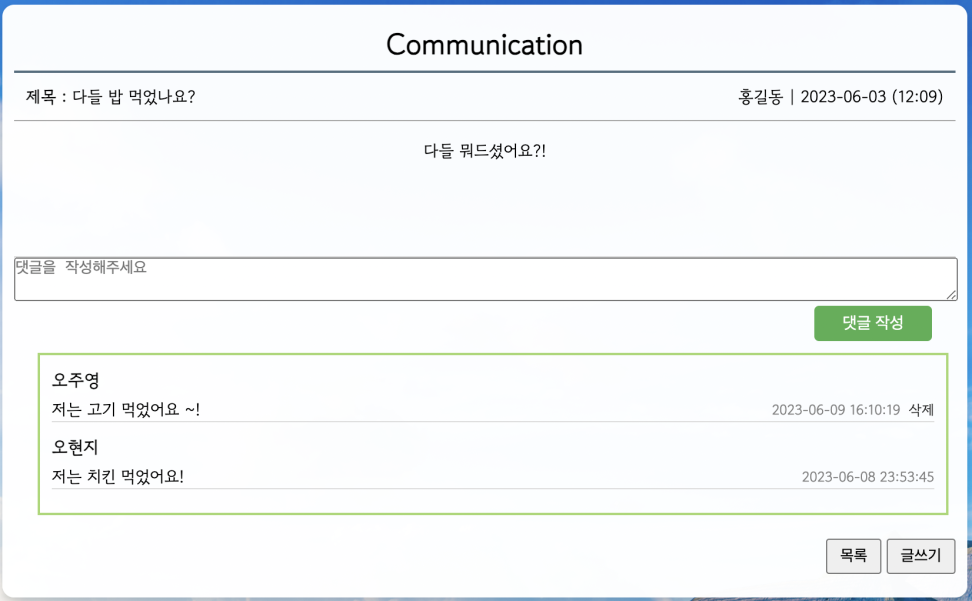 Communication
제목 : 다들 밥 먹었나요?
홍길동 | 2023-06-03 (12:09)
다들 뭐드셨어요?!
댓글을 작성해주세요
댓글 작성
오주영
저는 고기 먹었어요 ~!
2023-06-09 16:10:19 삭제
오현지
저는 치킨 먹었어요!
2023-06-08 23:53:45
목록 글쓰기